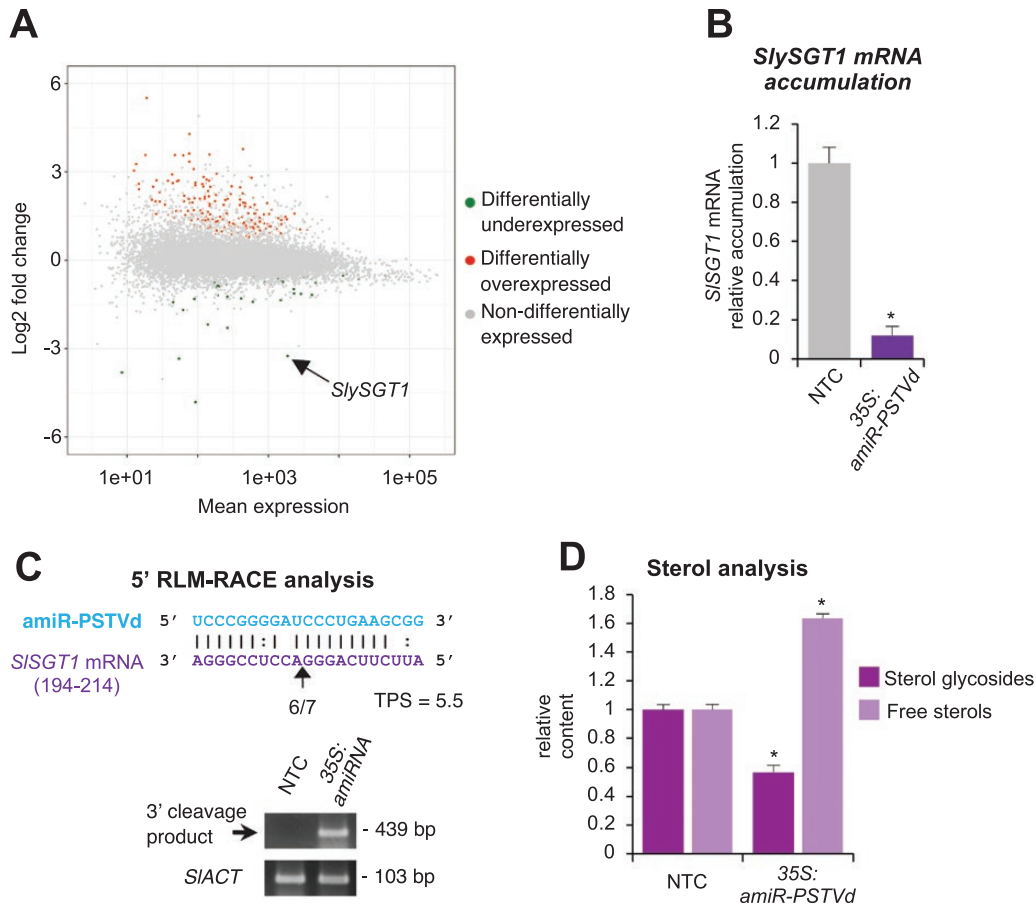 A
6
3
0
-3
-6
Log2 fold change
1e+01
1e+03
1e+05
Mean expression
SlySGT1
Differentially
underexpressed
Differentially
overexpressed
Non-differentially
expressed
B
SlySGT1 mRNA
accumulation
SlSGT1 mRNA
relative accumulation
1.2
1
0.8
0.6
0.4
0.2
0
*
NTC
35S:
amiR-PSTVd
C
5' RLM-RACE analysis
amiR-PSTVd 5' UCCCGGGGAUCCCUGAAGCGG 3'
SlSGT1 mRNA 3' AGGGCCUCCAGGGACUUCUUA 5'
(194-214)
6/7
TPS = 5.5
NTC
35S:
amiRNA
3' cleavage
product
- 439 bp
SlACT
- 103 bp
D
Sterol analysis
relative
content
1.8
1.6
1.4
1.2
1
0.8
0.6
0.4
0.2
0
*
*
NTC
35S:
amiR-PSTVd
Sterol glycosides
Free sterols